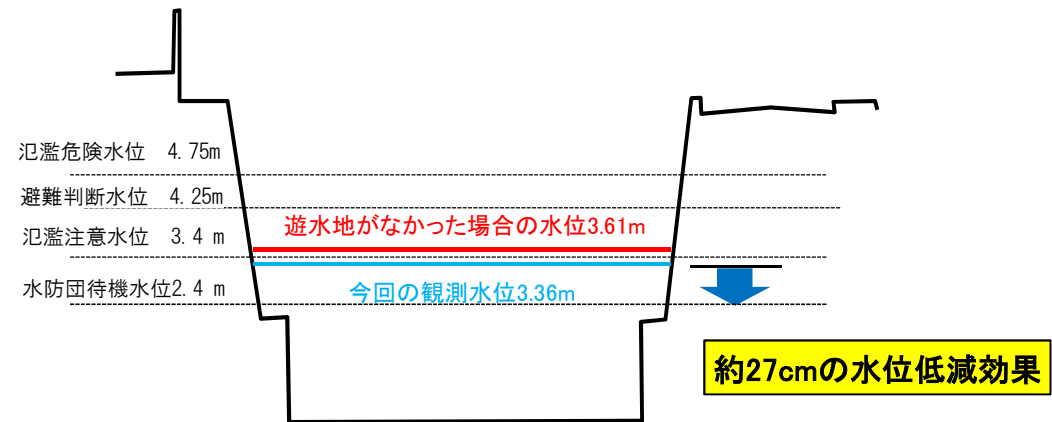 氾濫危険水位　4.75m
避難判断水位　4.25m
遊水地がなかった場合の水位3.61m
氾濫注意水位　3.4 m
水防団待機水位2.4 m
今回の観測水位3.36m
約27cmの水位低減効果